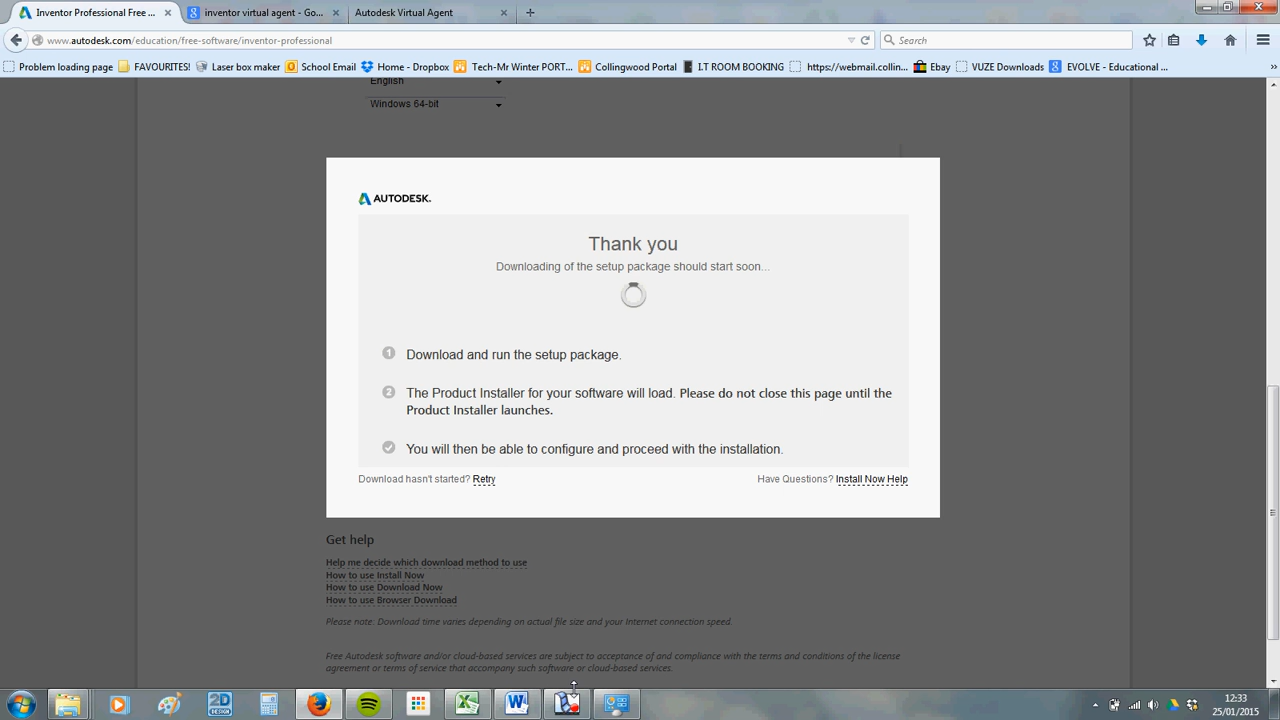 Inventor Professional Free ...
inventor virtual agent - Go...
Autodesk Virtual Agent
www.autodesk.com/education/free-software/inventor-professional
Search
Problem loading page
FAVOURITES!
Laser box maker
School Email
Home - Dropbox
Tech-Mr Winter PORT...
Collingwood Portal
I.T ROOM BOOKING
https://webmail.collin...
Ebay
VUZE Downloads
EVOLVE - Educational ...
English
Windows 64-bit
AUTODESK.
Thank you
Downloading of the setup package should start soon...
1 Download and run the setup package.
2 The Product Installer for your software will load. Please do not close this page until the
Product Installer launches.
You will then be able to configure and proceed with the installation.
Download hasn't started? Retry
Have Questions? Install Now Help
Get help
Help me decide which download method to use
How to use Install Now
How to use Download Now
How to use Browser Download
Please note: Download time varies depending on actual file size and your Internet connection speed.
Free Autodesk software and/or cloud-based services are subject to acceptance of and compliance with the terms and conditions of the license
agreement or terms of service that accompany such software or cloud-based services.
2D
DESIGN
12:33
25/01/2015